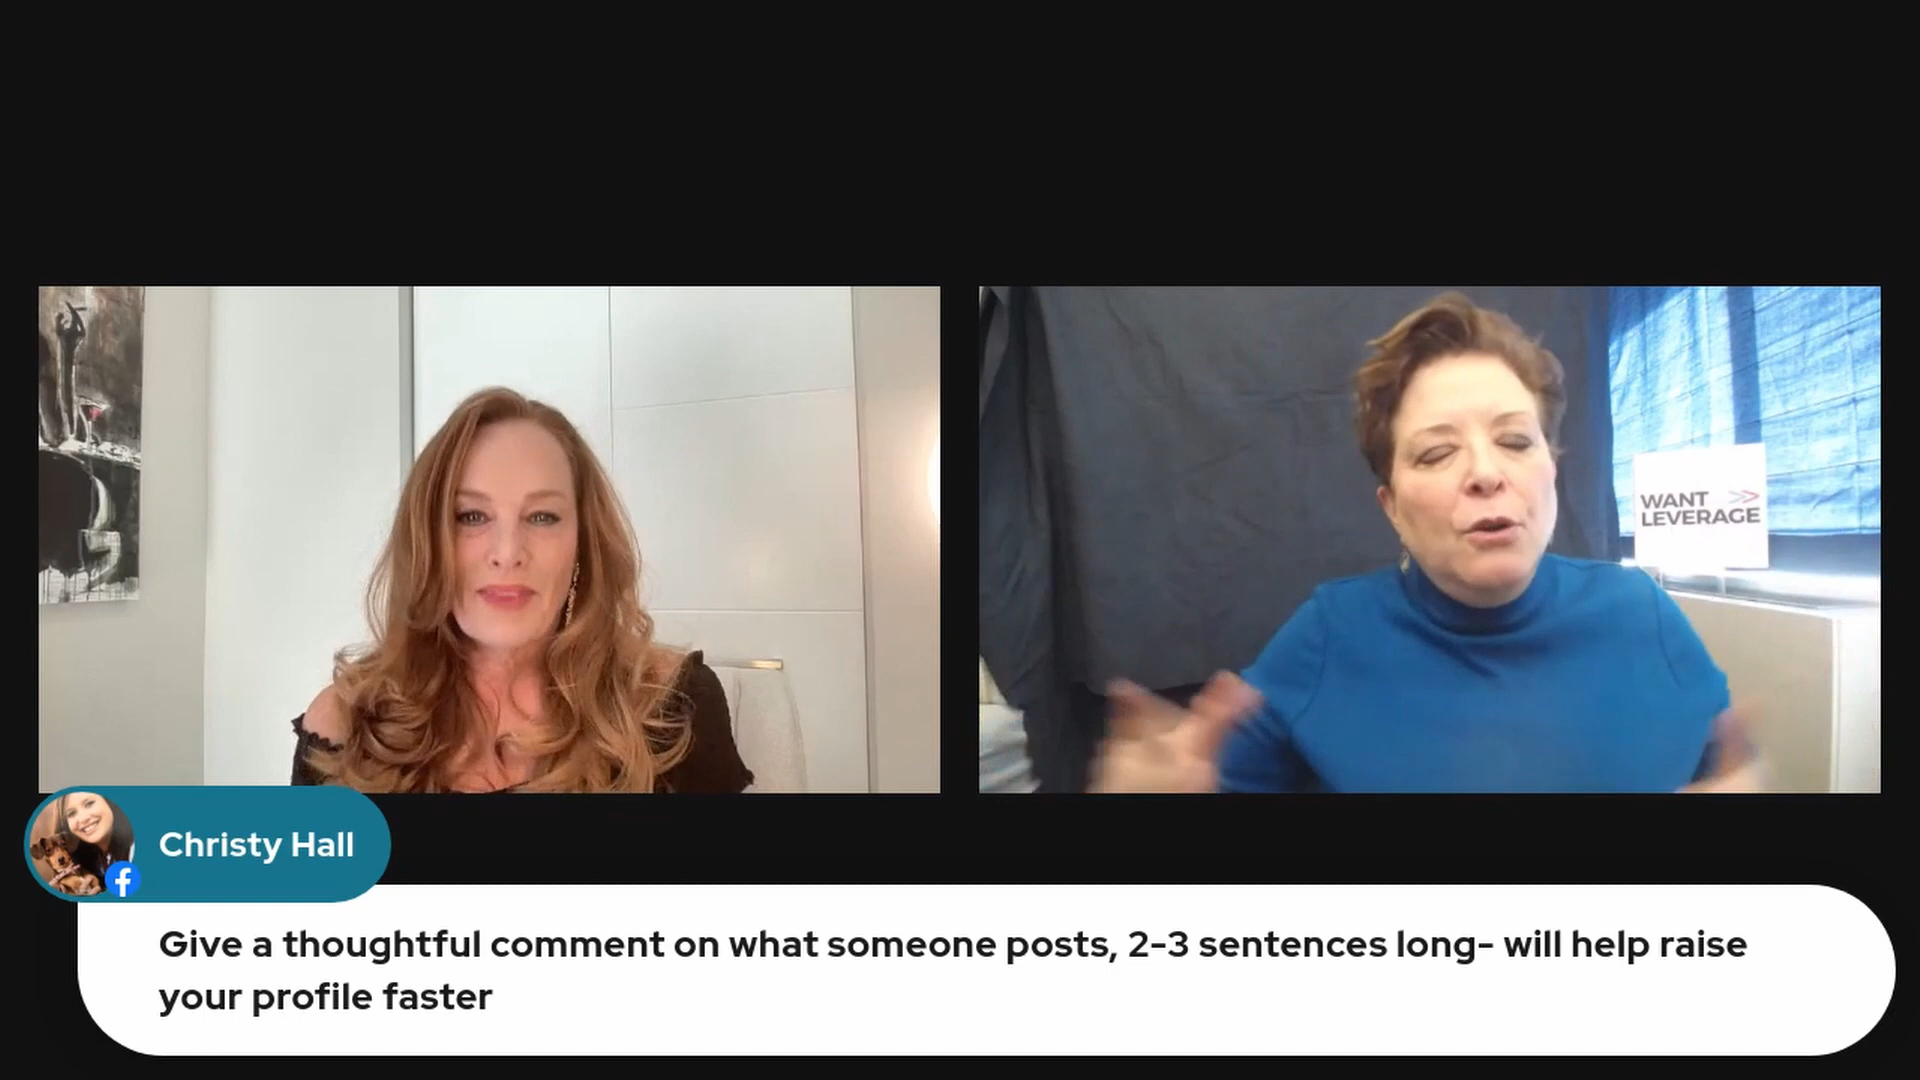 WANT
LEVERAGE
Christy Hall
Give a thoughtful comment on what someone posts, 2-3 sentences long- will help raise
your profile faster